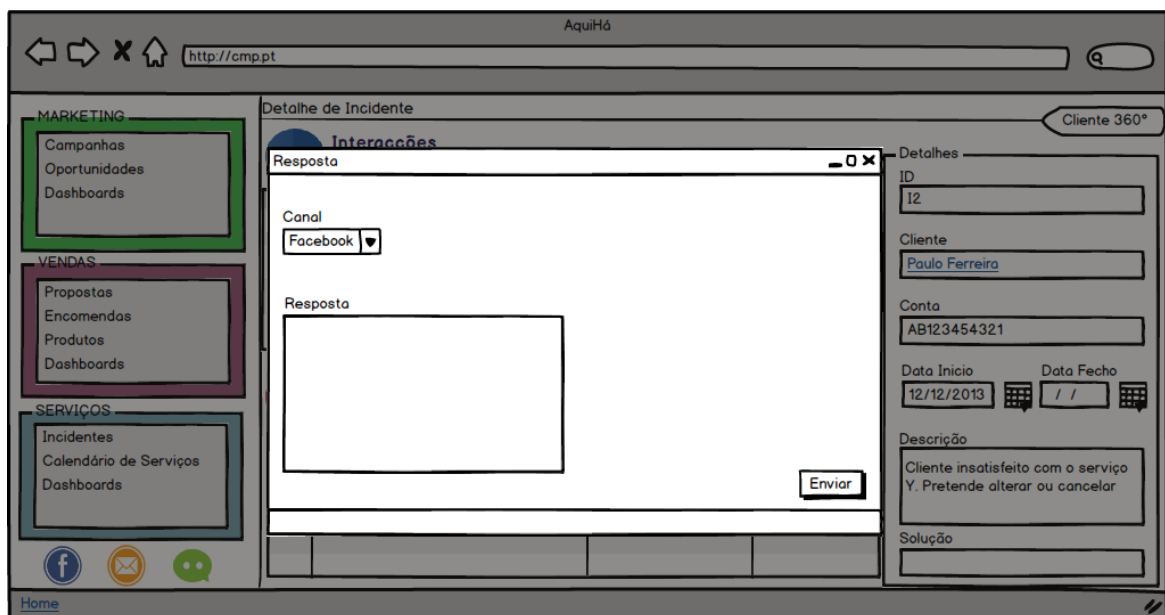 AquiHá
http://cmp.pt
MARKETING
Campanhas
Oportunidades
Dashboards
VENDAS
Propostas
Encomendas
Produtos
Dashboards
SERVIÇOS
Incidentes
Calendário de Serviços
Dashboards
Home
Detalhe de Incidente
Cliente 360°
Interacções
Resposta
Canal
Facebook
Resposta
Enviar
Detalhes
ID
I2
Cliente
Paulo Ferreira
Conta
AB123454321
Data Inicio Data Fecho
12/12/2013 / /
Descrição
Cliente insatisfeito com o serviço
Y. Pretende alterar ou cancelar
Solução